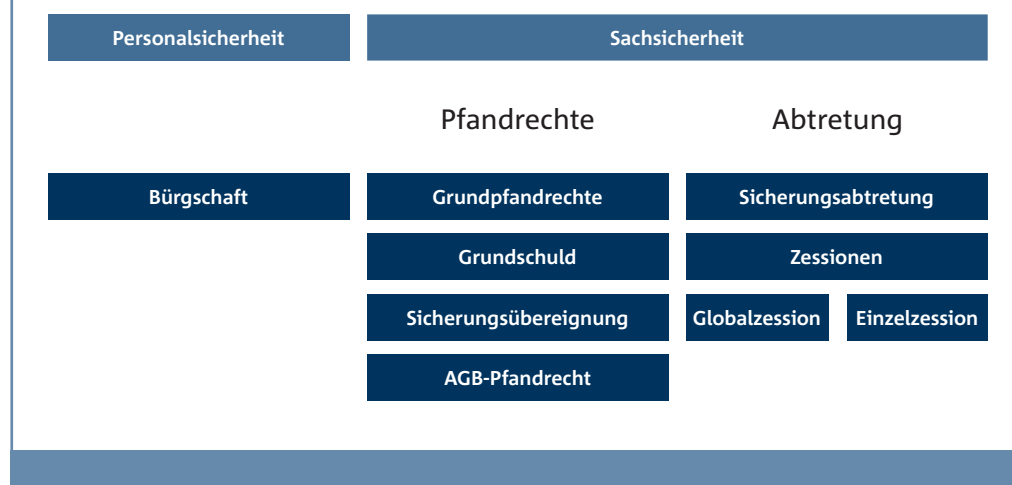 Personalsicherheit
Sachsicherheit
Pfandrechte
Abtretung
Bürgschaft
Grundpfandrechte
Sicherungsabtretung
Grundschuld
Zessionen
Sicherungsübereignung
Globalzession
Einzelzession
AGB-Pfandrecht